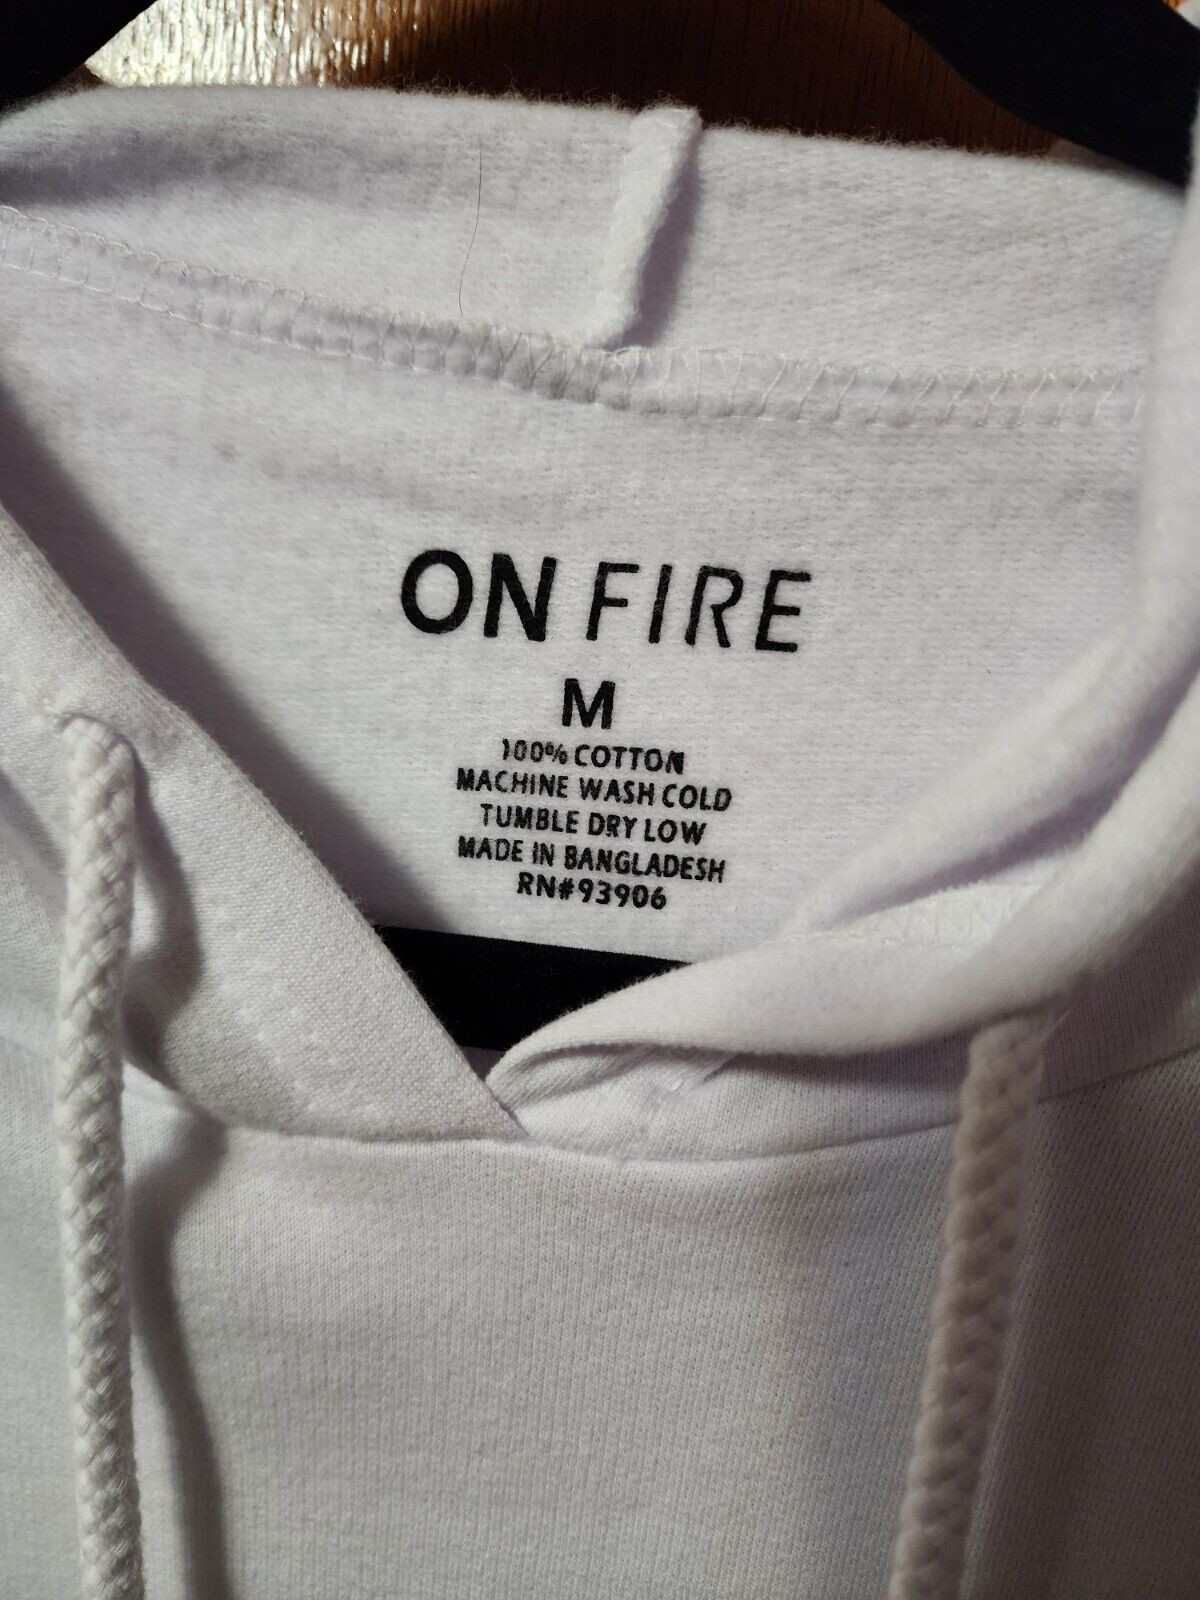 ON FIRE
M
100% COTTON
MACHINE WASH COLD
TUMBLE DRY LOW
MADE IN BANGLADESH
RN#93906